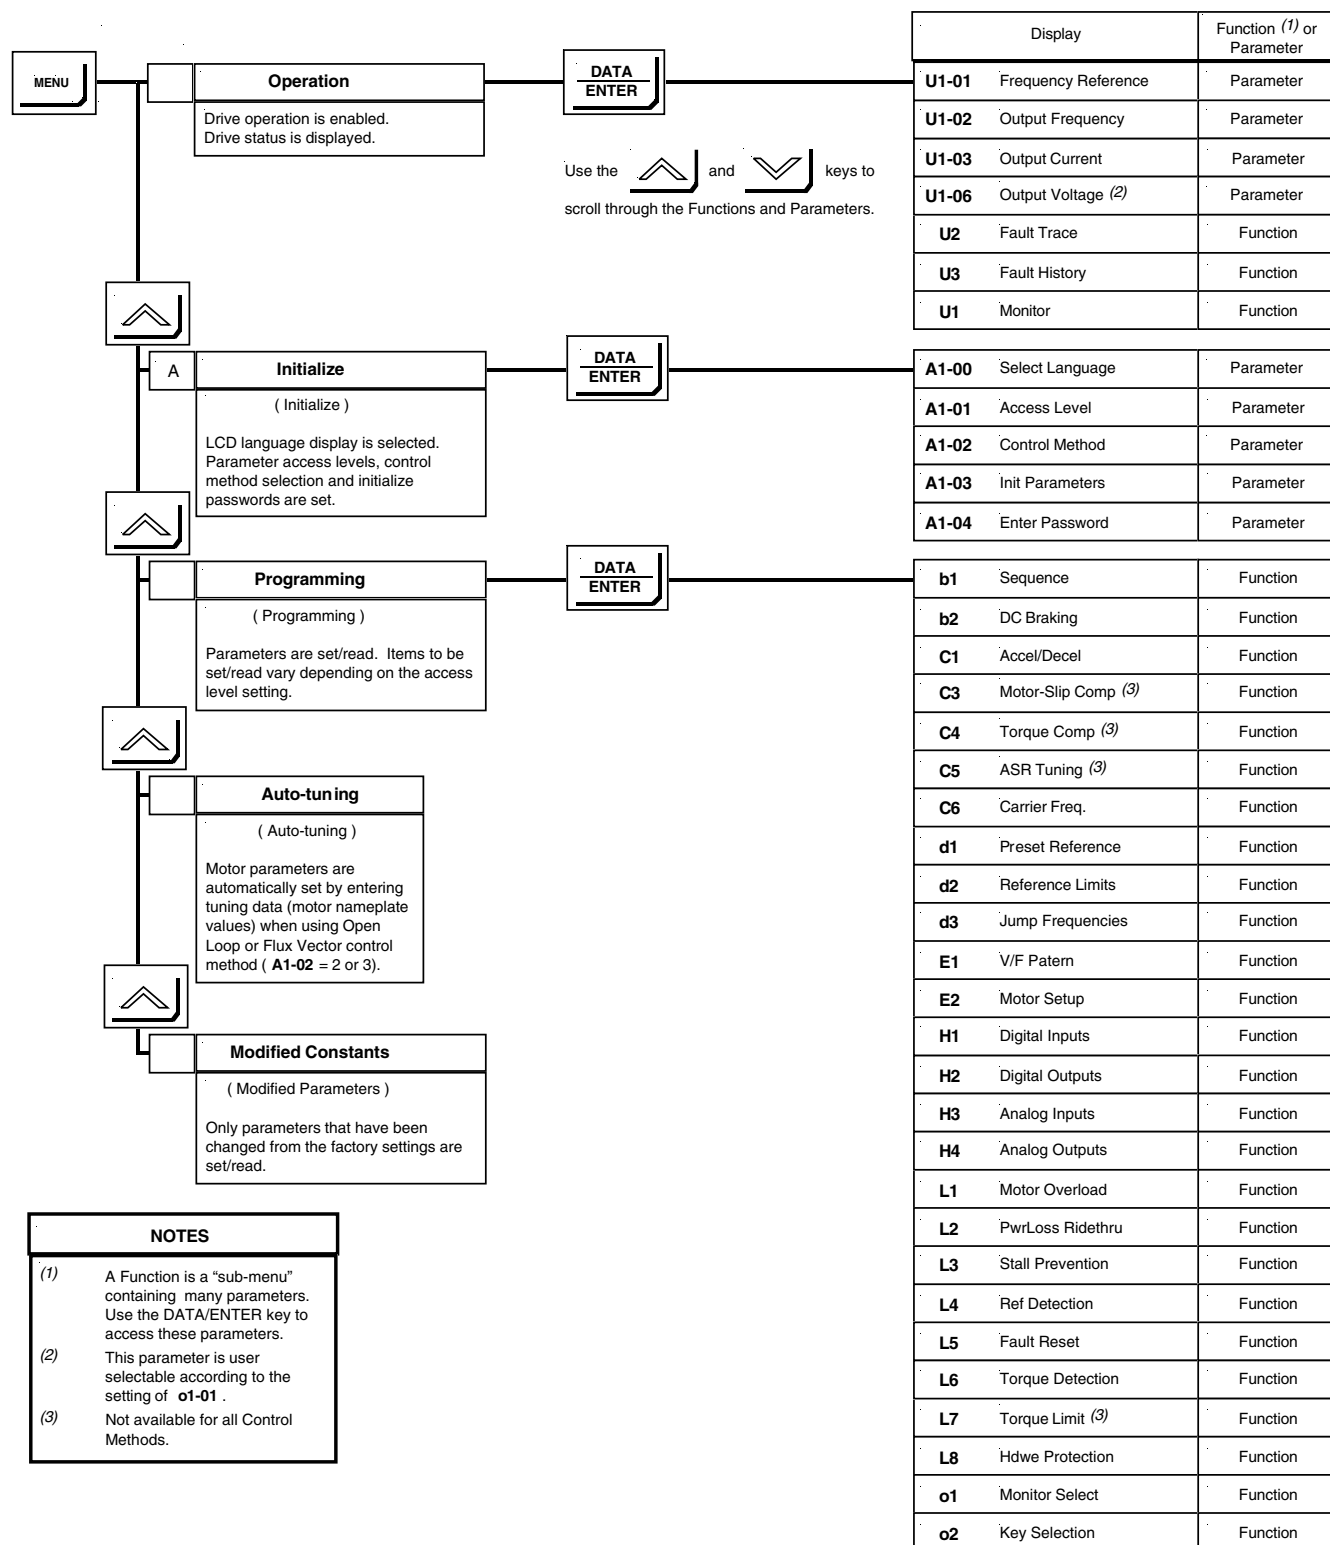 MENU
Operation
Drive operation is enabled.
Drive status is displayed.
DATA
ENTER
Use the and keys to
scroll through the Functions and Parameters.
A
Initialize
( Initialize )
LCD language display is selected.
Parameter access levels, control
method selection and initialize
passwords are set.
DATA
ENTER
Programming
( Programming )
Parameters are set/read. Items to be
set/read vary depending on the access
level setting.
DATA
ENTER
Auto-tuning
( Auto-tuning )
Motor parameters are
automatically set by entering
tuning data (motor nameplate
values) when using Open
Loop or Flux Vector control
method ( A1-02 = 2 or 3).
Modified Constants
( Modified Parameters )
Only parameters that have been
changed from the factory settings are
set/read.
NOTES
(1) A Function is a “sub-menu”
containing many parameters.
Use the DATA/ENTER key to
access these parameters.
(2) This parameter is user
selectable according to the
setting of o1-01 .
(3) Not available for all Control
Methods.
Display Function (1) or
Parameter
U1-01 Frequency Reference Parameter
U1-02 Output Frequency Parameter
U1-03 Output Current Parameter
U1-06 Output Voltage (2) Parameter
U2 Fault Trace Function
U3 Fault History Function
U1 Monitor Function
A1-00 Select Language Parameter
A1-01 Access Level Parameter
A1-02 Control Method Parameter
A1-03 Init Parameters Parameter
A1-04 Enter Password Parameter
b1 Sequence Function
b2 DC Braking Function
C1 Accel/Decel Function
C3 Motor-Slip Comp (3) Function
C4 Torque Comp (3) Function
C5 ASR Tuning (3) Function
C6 Carrier Freq. Function
d1 Preset Reference Function
d2 Reference Limits Function
d3 Jump Frequencies Function
E1 V/F Patern Function
E2 Motor Setup Function
H1 Digital Inputs Function
H2 Digital Outputs Function
H3 Analog Inputs Function
H4 Analog Outputs Function
L1 Motor Overload Function
L2 PwrLoss Ridethru Function
L3 Stall Prevention Function
L4 Ref Detection Function
L5 Fault Reset Function
L6 Torque Detection Function
L7 Torque Limit (3) Function
L8 Hdwe Protection Function
o1 Monitor Select Function
o2 Key Selection Function